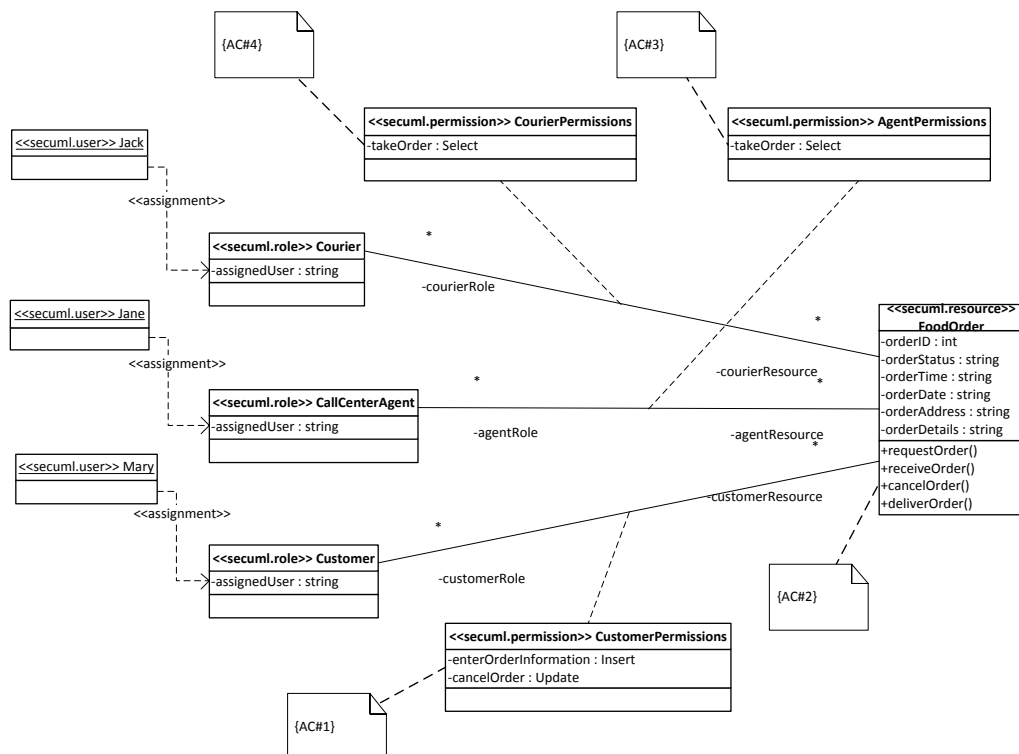 {AC#4}
{AC#3}
<<secuml.permission>> CourierPermissions
-takeOrder : Select
<<secuml.permission>> AgentPermissions
-takeOrder : Select
<<secuml.user>> Jack
<<assignment>>
<<secuml.role>> Courier
-assignedUser : string
*
-courierRole
*
-courierResource
<<secuml.user>> Jane
<<assignment>>
<<secuml.role>> CallCenterAgent
-assignedUser : string
*
-agentRole
*
-agentResource
<<secuml.resource>>
FoodOrder
-orderID : int
-orderStatus : string
-orderTime : string
-orderDate : string
-orderAddress : string
-orderDetails : string
+requestOrder()
+receiveOrder()
+cancelOrder()
+deliverOrder()
<<secuml.user>> Mary
<<assignment>>
<<secuml.role>> Customer
-assignedUser : string
*
-customerRole
*
-customerResource
{AC#2}
<<secuml.permission>> CustomerPermissions
-enterOrderInformation : Insert
-cancelOrder : Update
{AC#1}